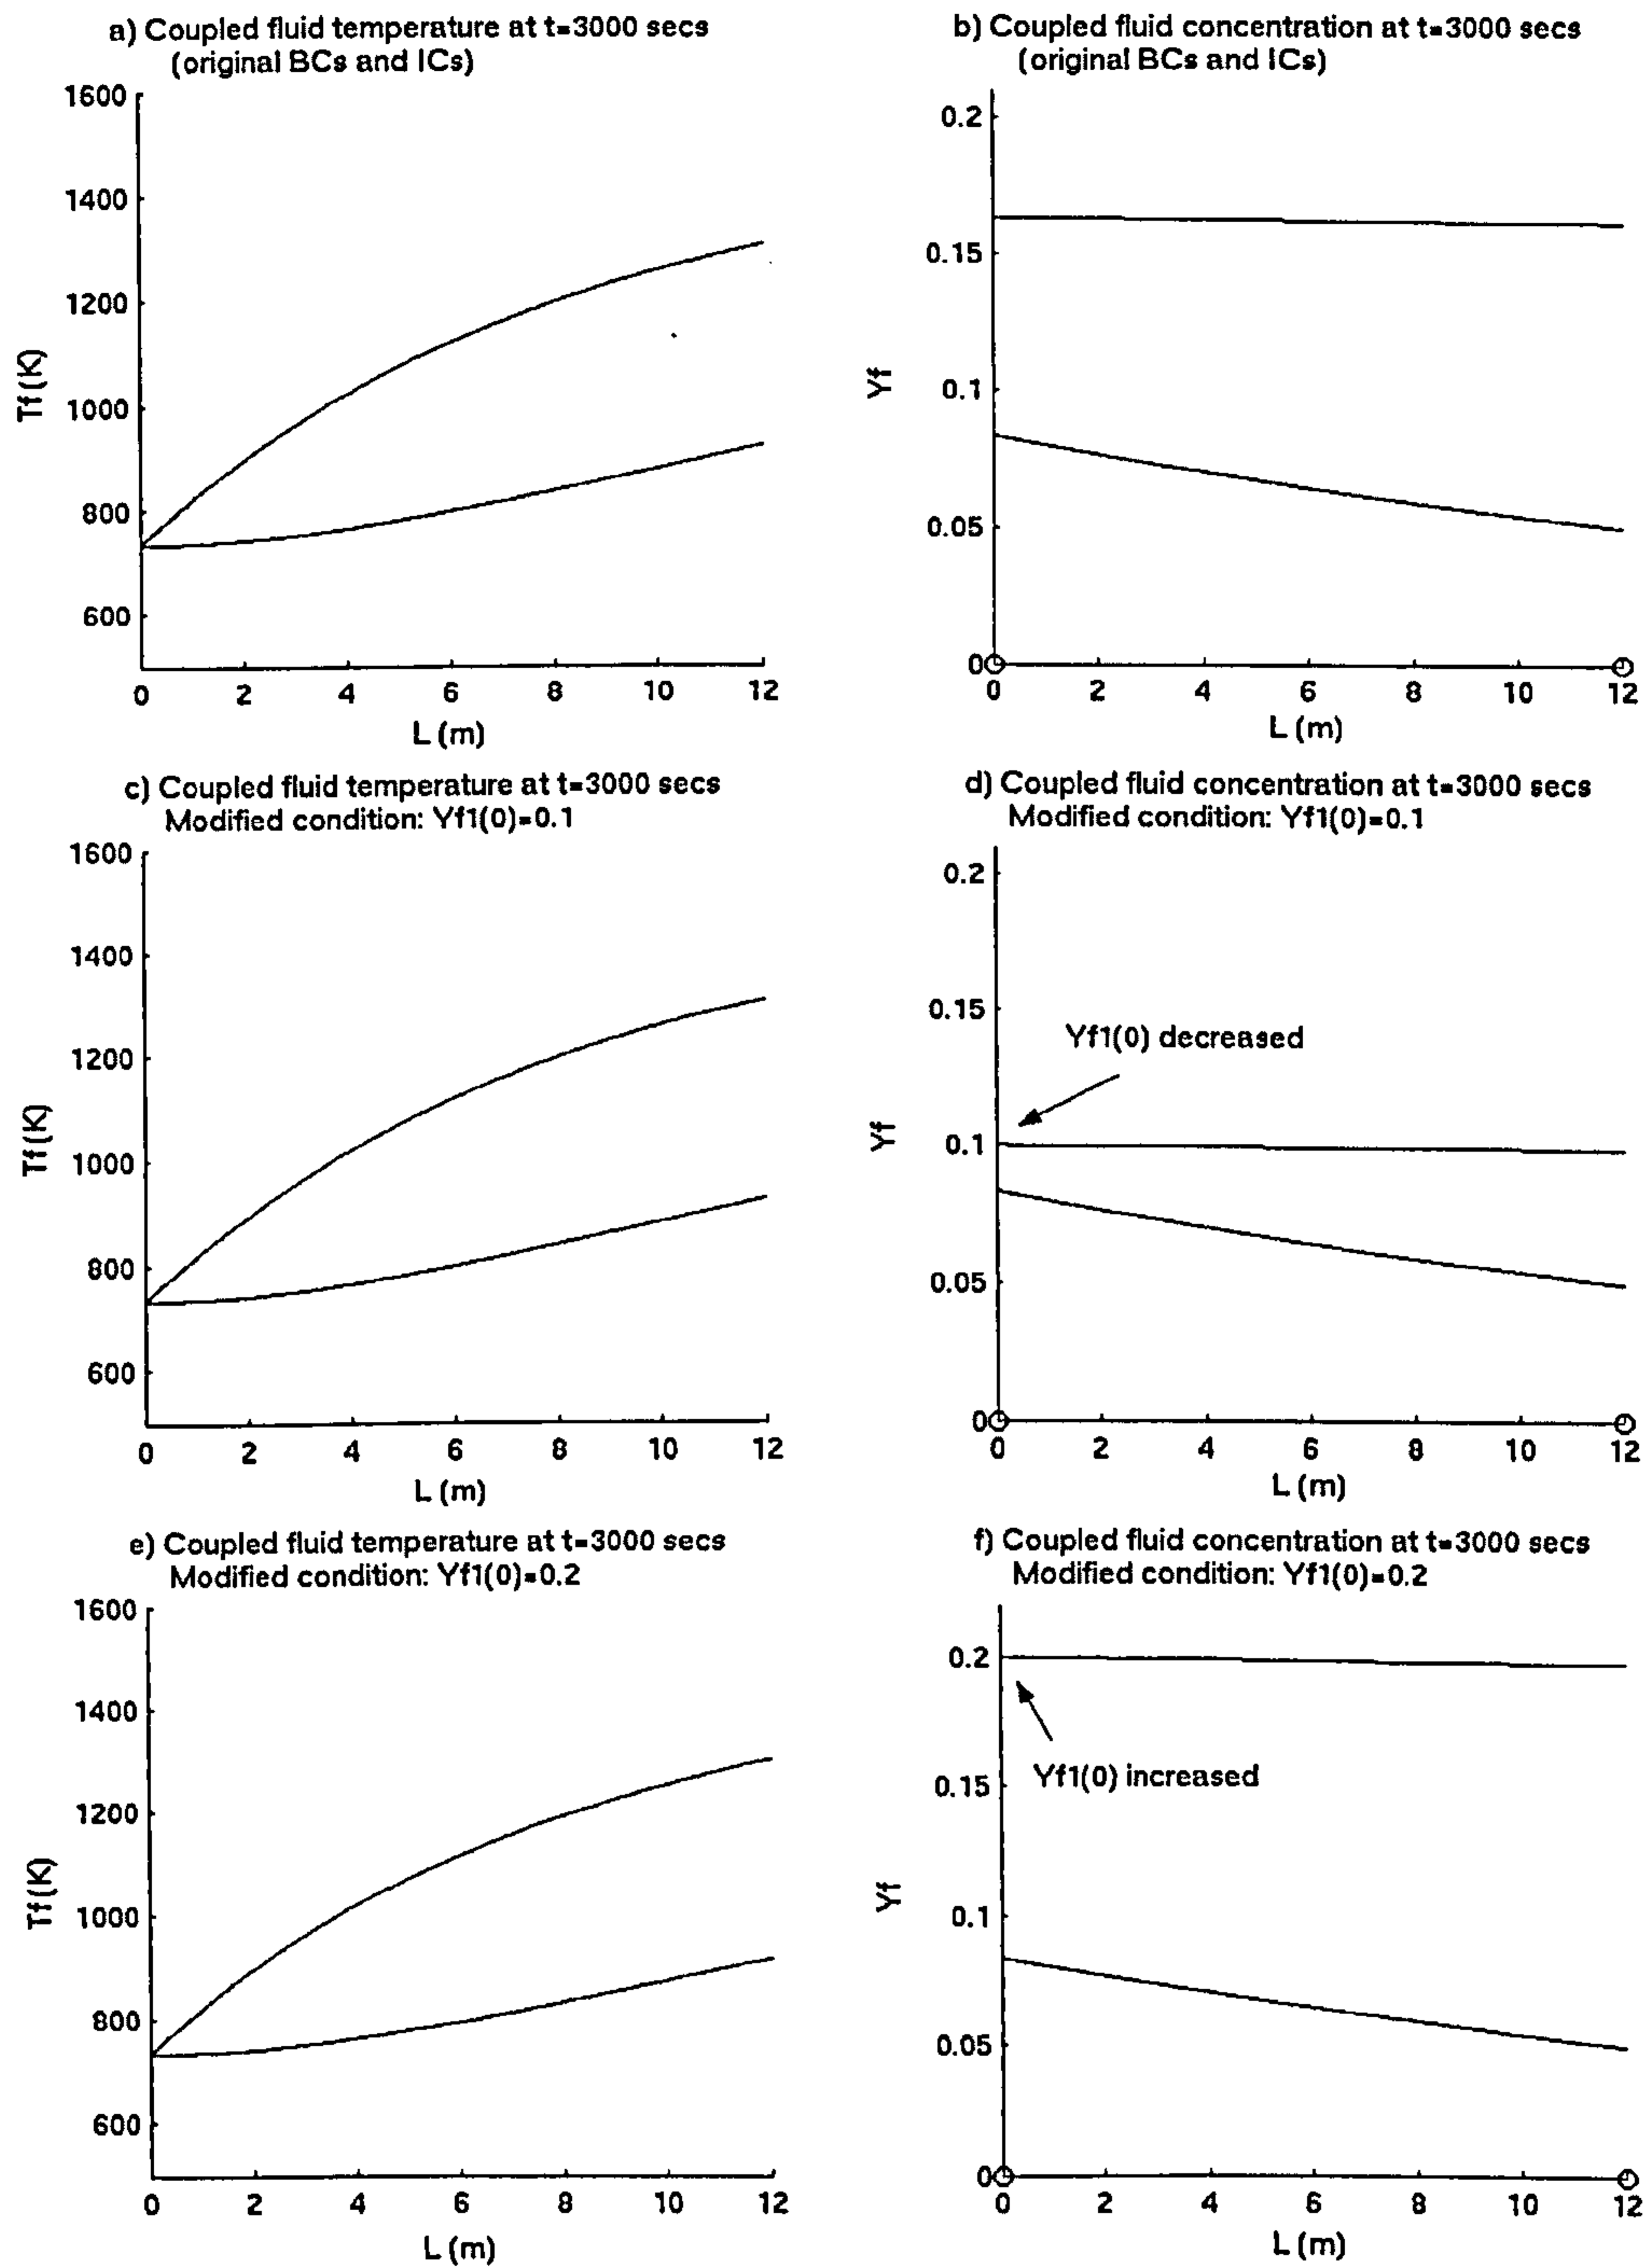 a) Coupled fluid temperature at t=3000 secs
(original BCs and ICs)
1600
1400
1200
1000
800
600
Tf(K)
0 2 4 6 8 10 12
L (m)
b) Coupled fluid concentration at t=3000 secs
(original BCs and ICs)
0.2
0.15
0.1
0.05
0
Yf
0 2 4 6 8 10 12
L (m)
c) Coupled fluid temperature at t=3000 secs
Modified condition: Yf1(0)=0.1
1600
1400
1200
1000
800
600
Tf(K)
0 2 4 6 8 10 12
L (m)
d) Coupled fluid concentration at t=3000 secs
Modified condition: Yf1(0)=0.1
0.2
0.15
Yf1(0) decreased
0.1
0.05
0
Yf
0 2 4 6 8 10 12
L (m)
e) Coupled fluid temperature at t=3000 secs
Modified condition: Yf1(0)=0.2
1600
1400
1200
1000
800
600
Tf(K)
0 2 4 6 8 10 12
L (m)
f) Coupled fluid concentration at t=3000 secs
Modified condition: Yf1(0)=0.2
0.2
Yf1(0) increased
0.15
0.1
0.05
0
Yf
0 2 4 6 8 10 12
L (m)